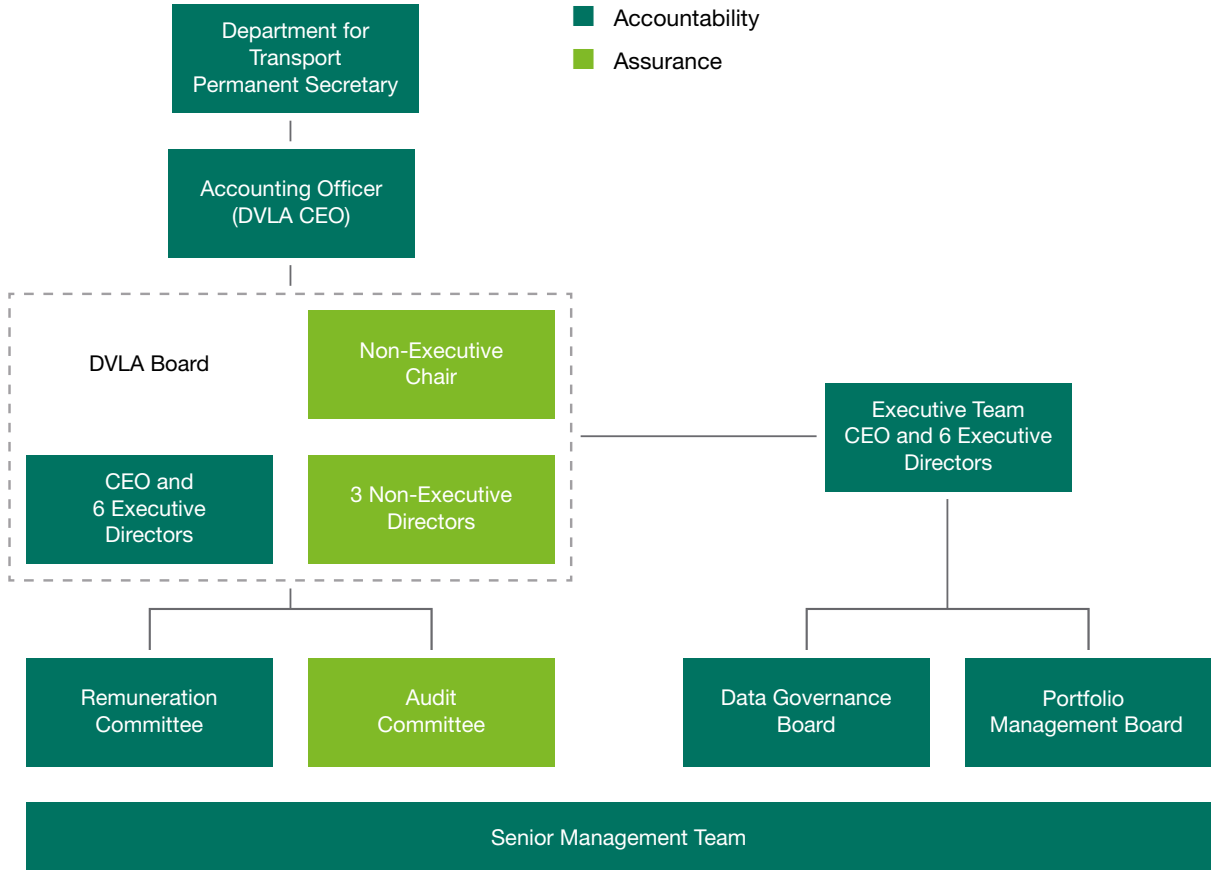 Department for
Transport
Permanent Secretary
Accountability
Assurance
Accounting Officer
(DVLA CEO)
DVLA Board
Non-Executive
Chair
CEO and
6 Executive
Directors
3 Non-Executive
Directors
Executive Team
CEO and 6 Executive
Directors
Remuneration
Committee
Audit
Committee
Data Governance
Board
Portfolio
Management Board
Senior Management Team